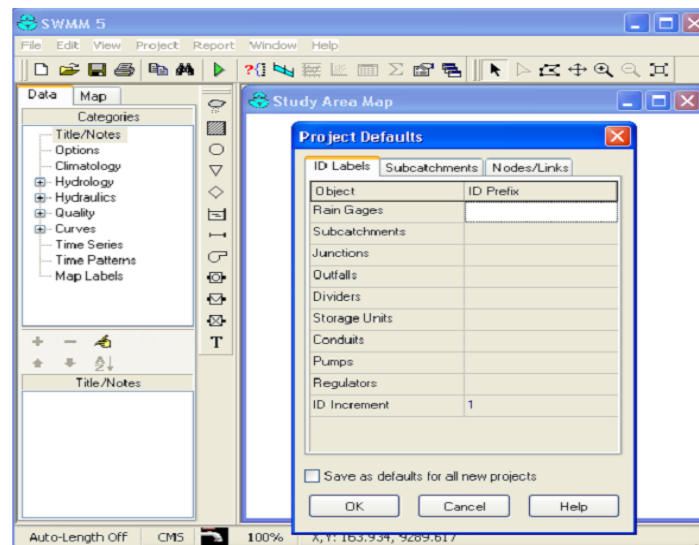 SWMM 5
File Edit View Project Report Window Help
Data Map
Categories
Title/Notes
Options
Climatology
Hydrology
Hydraulics
Quality
Curves
Time Series
Time Patterns
Map Labels
Title/Notes
T
Study Area Map
Project Defaults
ID Labels Subcatchments Nodes/Links
Object ID Prefix
Rain Gages
Subcatchments
Junctions
Outfalls
Dividers
Storage Units
Conduits
Pumps
Regulators
ID Increment 1
Save as defaults for all new projects
OK Cancel Help
Auto-Length Off CMS 100% X,Y: 163.934, 9289.617